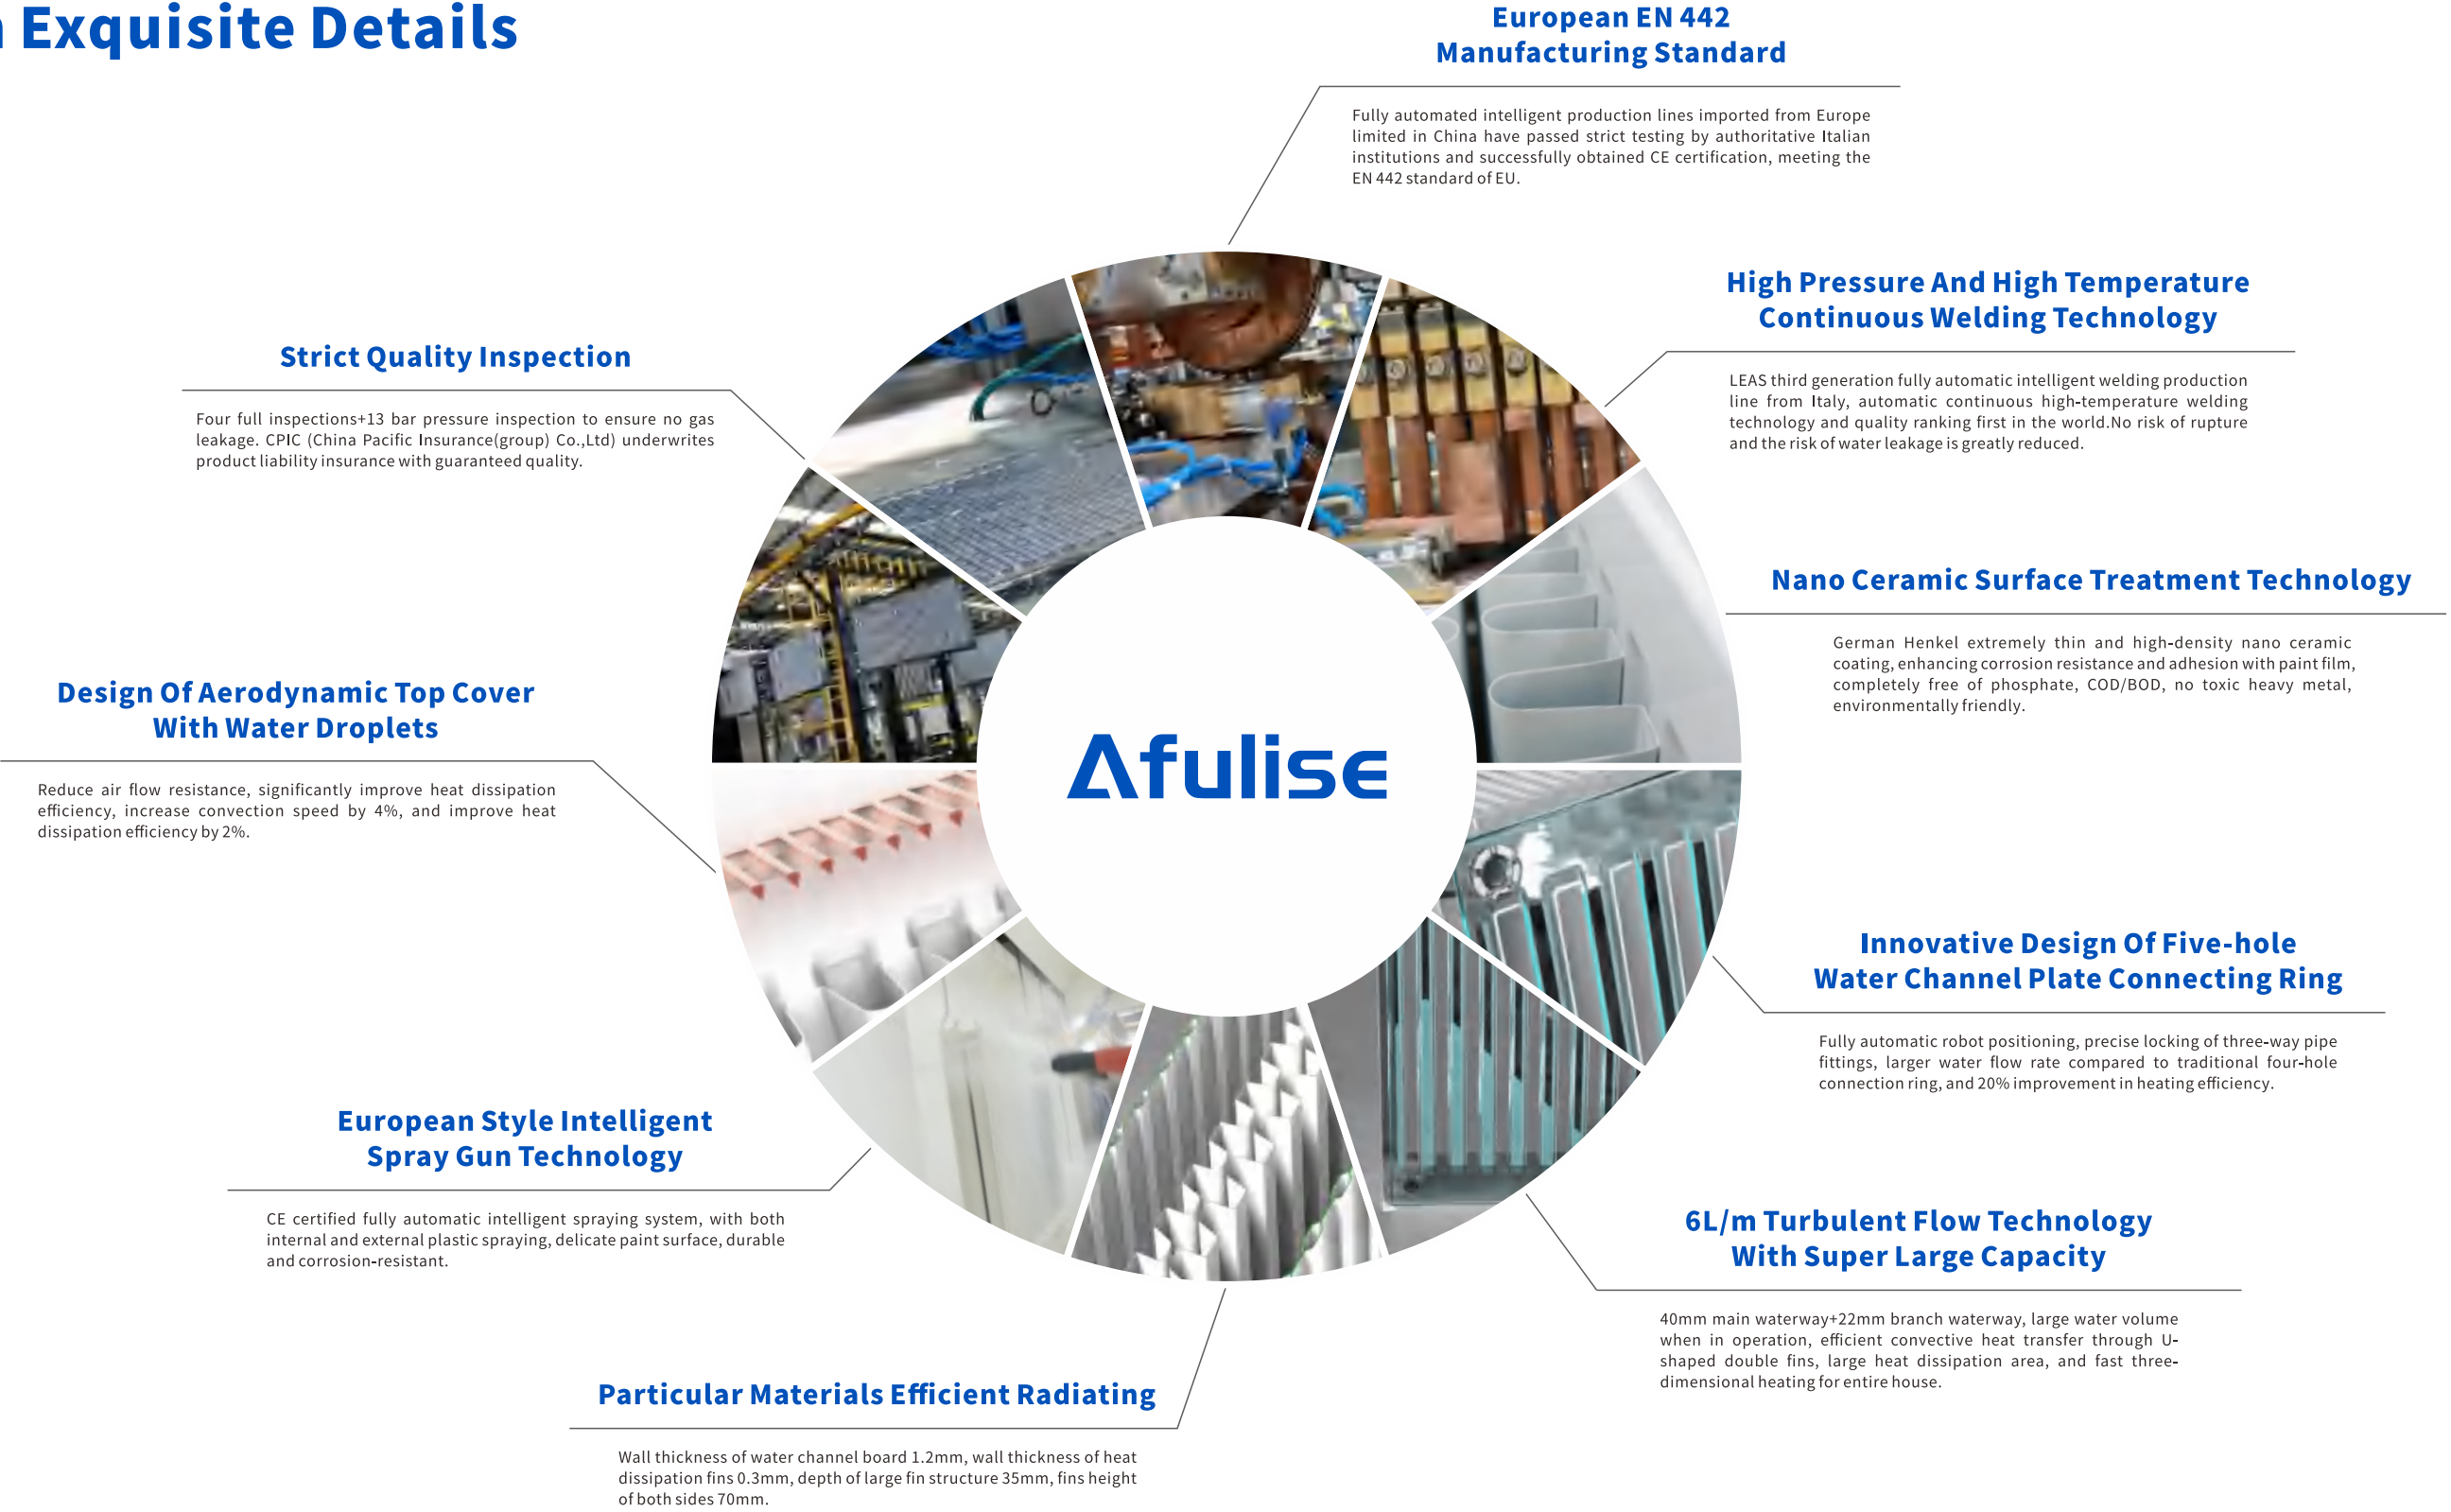 Exquisite Details
European EN 442
Manufacturing Standard
Fully automated intelligent production lines imported from Europe
limited in China have passed strict testing by authoritative Italian
institutions and successfully obtained CE certification, meeting the
EN 442 standard of EU.
High Pressure And High Temperature
Continuous Welding Technology
LEAS third generation fully automatic intelligent welding production
line from Italy, automatic continuous high-temperature welding
technology and quality ranking first in the world.No risk of rupture
and the risk of water leakage is greatly reduced.
Strict Quality Inspection
Four full inspections+13 bar pressure inspection to ensure no gas
leakage. CPIC (China Pacific Insurance(group) Co.,Ltd) underwrites
product liability insurance with guaranteed quality.
Nano Ceramic Surface Treatment Technology
German Henkel extremely thin and high-density nano ceramic
coating, enhancing corrosion resistance and adhesion with paint film,
completely free of phosphate, COD/BOD, no toxic heavy metal,
environmentally friendly.
Design Of Aerodynamic Top Cover
With Water Droplets
Reduce air flow resistance, significantly improve heat dissipation
efficiency, increase convection speed by 4%, and improve heat
dissipation efficiency by 2%.
Afulise
Innovative Design Of Five-hole
Water Channel Plate Connecting Ring
Fully automatic robot positioning, precise locking of three-way pipe
fittings, larger water flow rate compared to traditional four-hole
connection ring, and 20% improvement in heating efficiency.
European Style Intelligent
Spray Gun Technology
CE certified fully automatic intelligent spraying system, with both
internal and external plastic spraying, delicate paint surface, durable
and corrosion-resistant.
6L/m Turbulent Flow Technology
With Super Large Capacity
40mm main waterway+22mm branch waterway, large water volume
when in operation, efficient convective heat transfer through U-
shaped double fins, large heat dissipation area, and fast three-
dimensional heating for entire house.
Particular Materials Efficient Radiating
Wall thickness of water channel board 1.2mm, wall thickness of heat
dissipation fins 0.3mm, depth of large fin structure 35mm, fins height
of both sides 70mm.